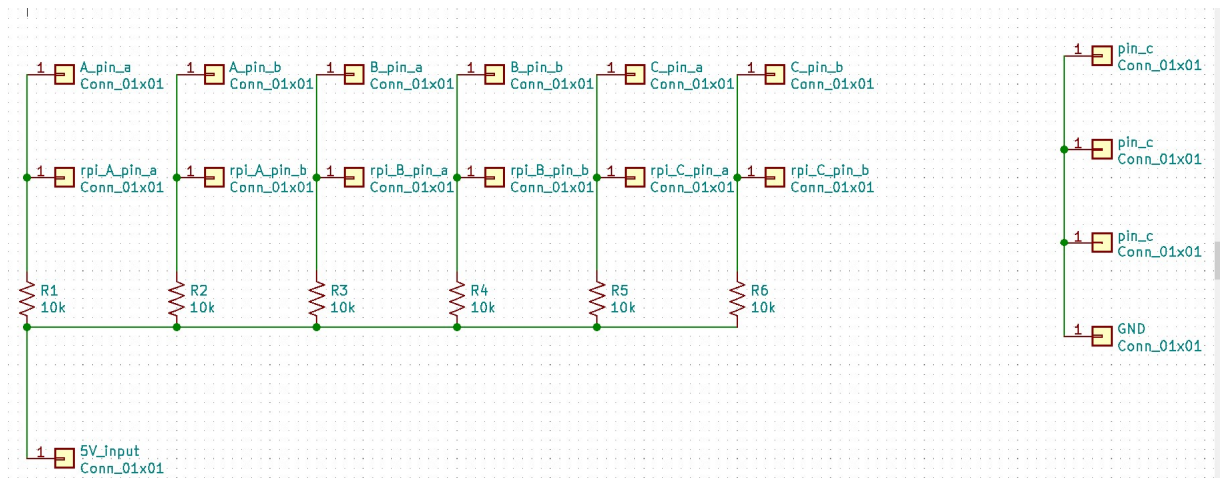 1 A_pin_a
Conn_01x01
1 A_pin_b
Conn_01x01
1 B_pin_a
Conn_01x01
1 B_pin_b
Conn_01x01
1 C_pin_a
Conn_01x01
1 C_pin_b
Conn_01x01
1 rpi_A_pin_a
Conn_01x01
1 rpi_A_pin_b
Conn_01x01
1 rpi_B_pin_a
Conn_01x01
1 rpi_B_pin_b
Conn_01x01
1 rpi_C_pin_a
Conn_01x01
1 rpi_C_pin_b
Conn_01x01
R1
10k
R2
10k
R3
10k
R4
10k
R5
10k
R6
10k
1 5V_input
Conn_01x01
1 pin_c
Conn_01x01
1 pin_c
Conn_01x01
1 pin_c
Conn_01x01
1 GND
Conn_01x01